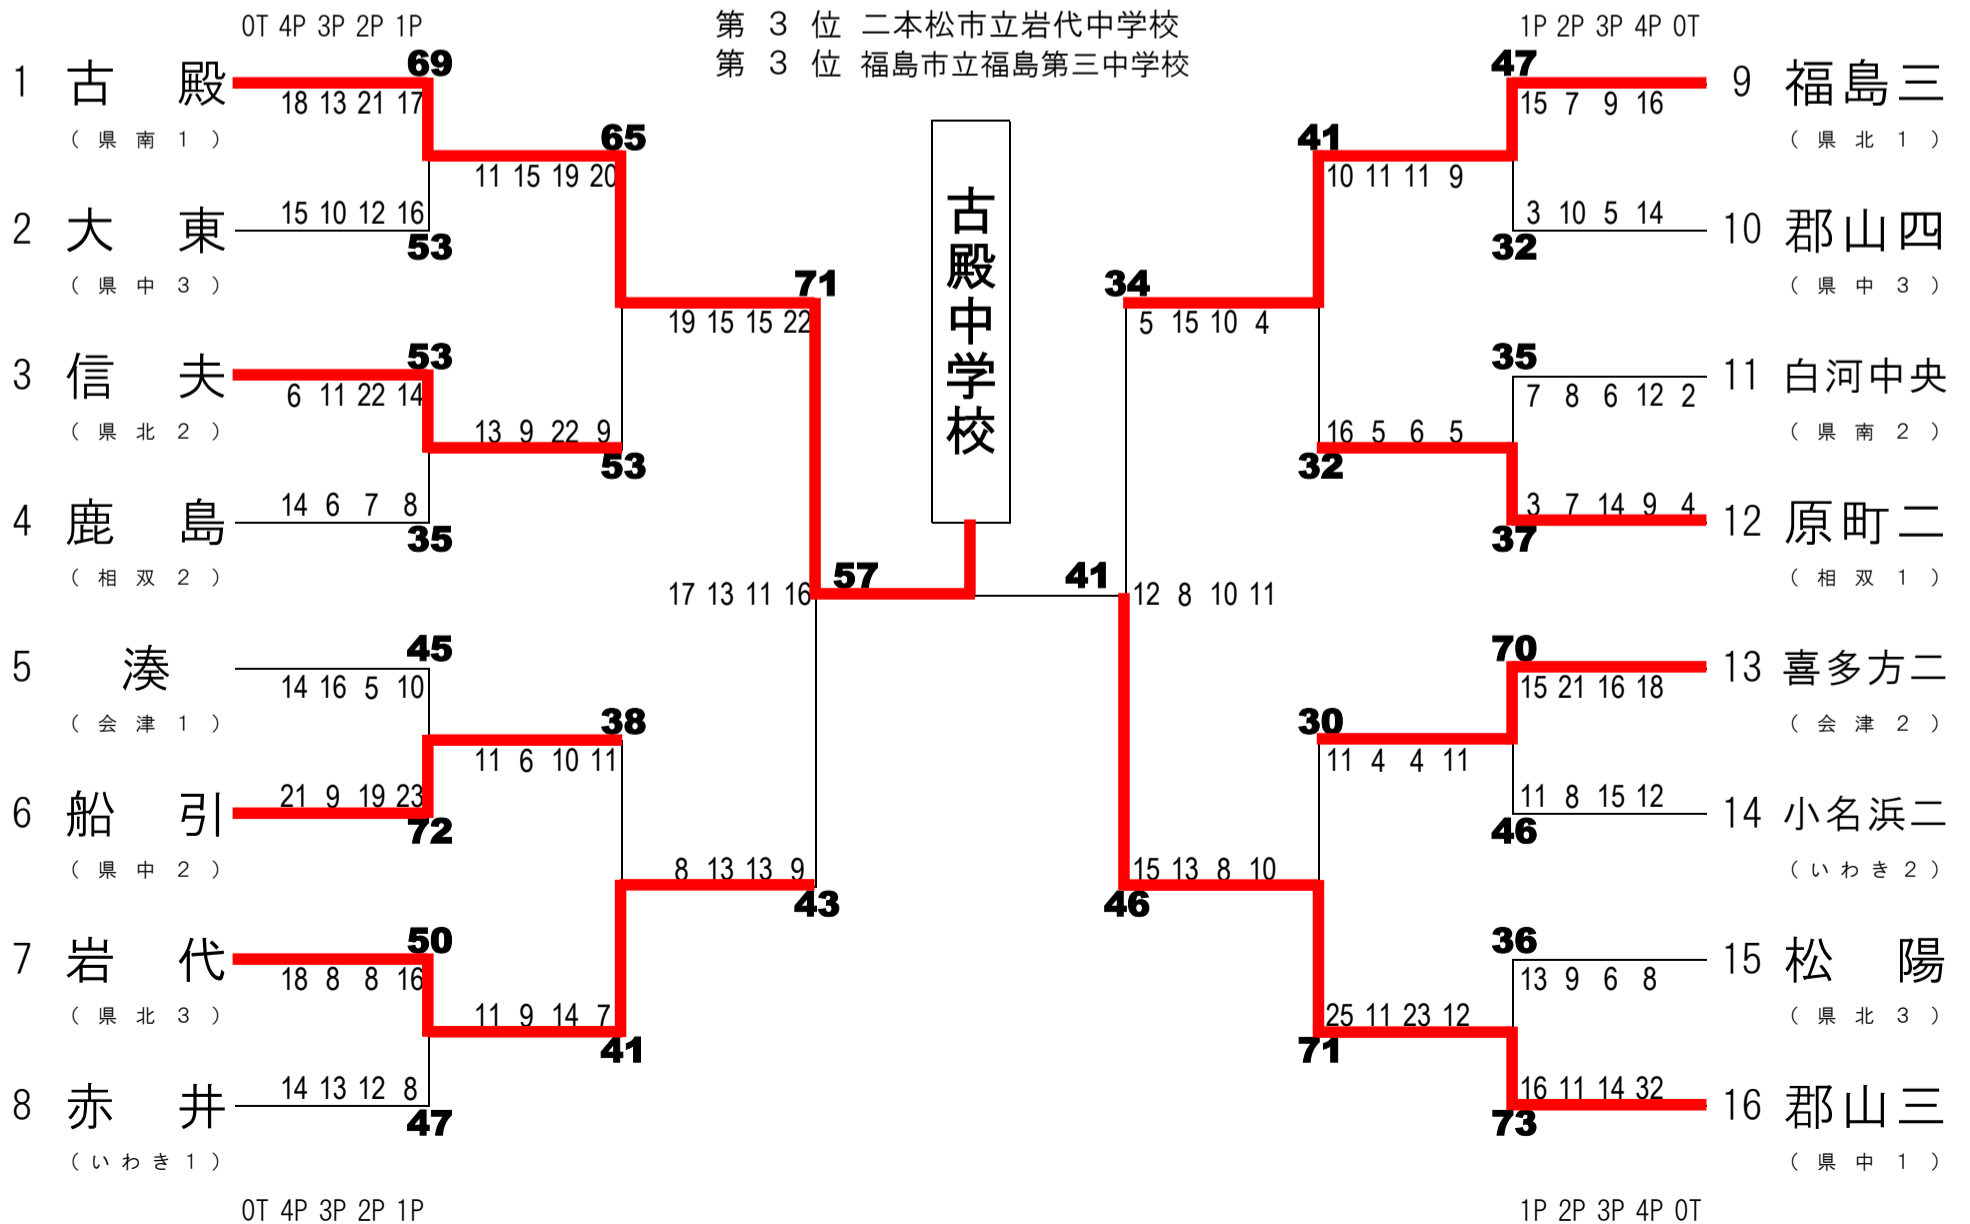 第 3 位 二本松市立岩代中学校
第 3 位 福島市立福島第三中学校
OT 4P 3P 2P 1P
1 古殿 69
18 13 21 17
(県南1)
15 10 12 16
2 大東 53
(県中3)
65
11 15 19 20
3 信夫 53
6 11 22 14
(県北2)
13 9 22 9
53
14 6 7 8
4 鹿島 35
(相双2)
71
19 15 15 22
5 湊 45
14 16 5 10
(会津1)
21 9 19 23
6 船引 72
(県中2)
38
11 6 10 11
7 岩代 50
18 8 8 16
(県北3)
11 9 14 7
41
14 13 12 8
8 赤井 47
(いわき1)
8 13 13 9
43
OT 4P 3P 2P 1P
古殿中学校
57
17 13 11 16
41
12 8 10 11
1P 2P 3P 4P OT
47 9 福島三
15 7 9 16
(県北1)
3 10 5 14
32 10 郡山四
(県中3)
41
10 11 11 9
34
5 15 10 4
35 11 白河中央
7 8 6 12 2
(県南2)
16 5 6 5
32
3 7 14 9 4
37 12 原町二
(相双1)
70 13 喜多方二
15 21 16 18
(会津2)
30
11 4 4 11
11 8 15 12
46 14 小名浜二
(いわき2)
15 13 8 10
46
36 15 松陽
13 9 6 8
(県北3)
25 11 23 12
71
16 11 14 32
73 16 郡山三
(県中1)
1P 2P 3P 4P OT